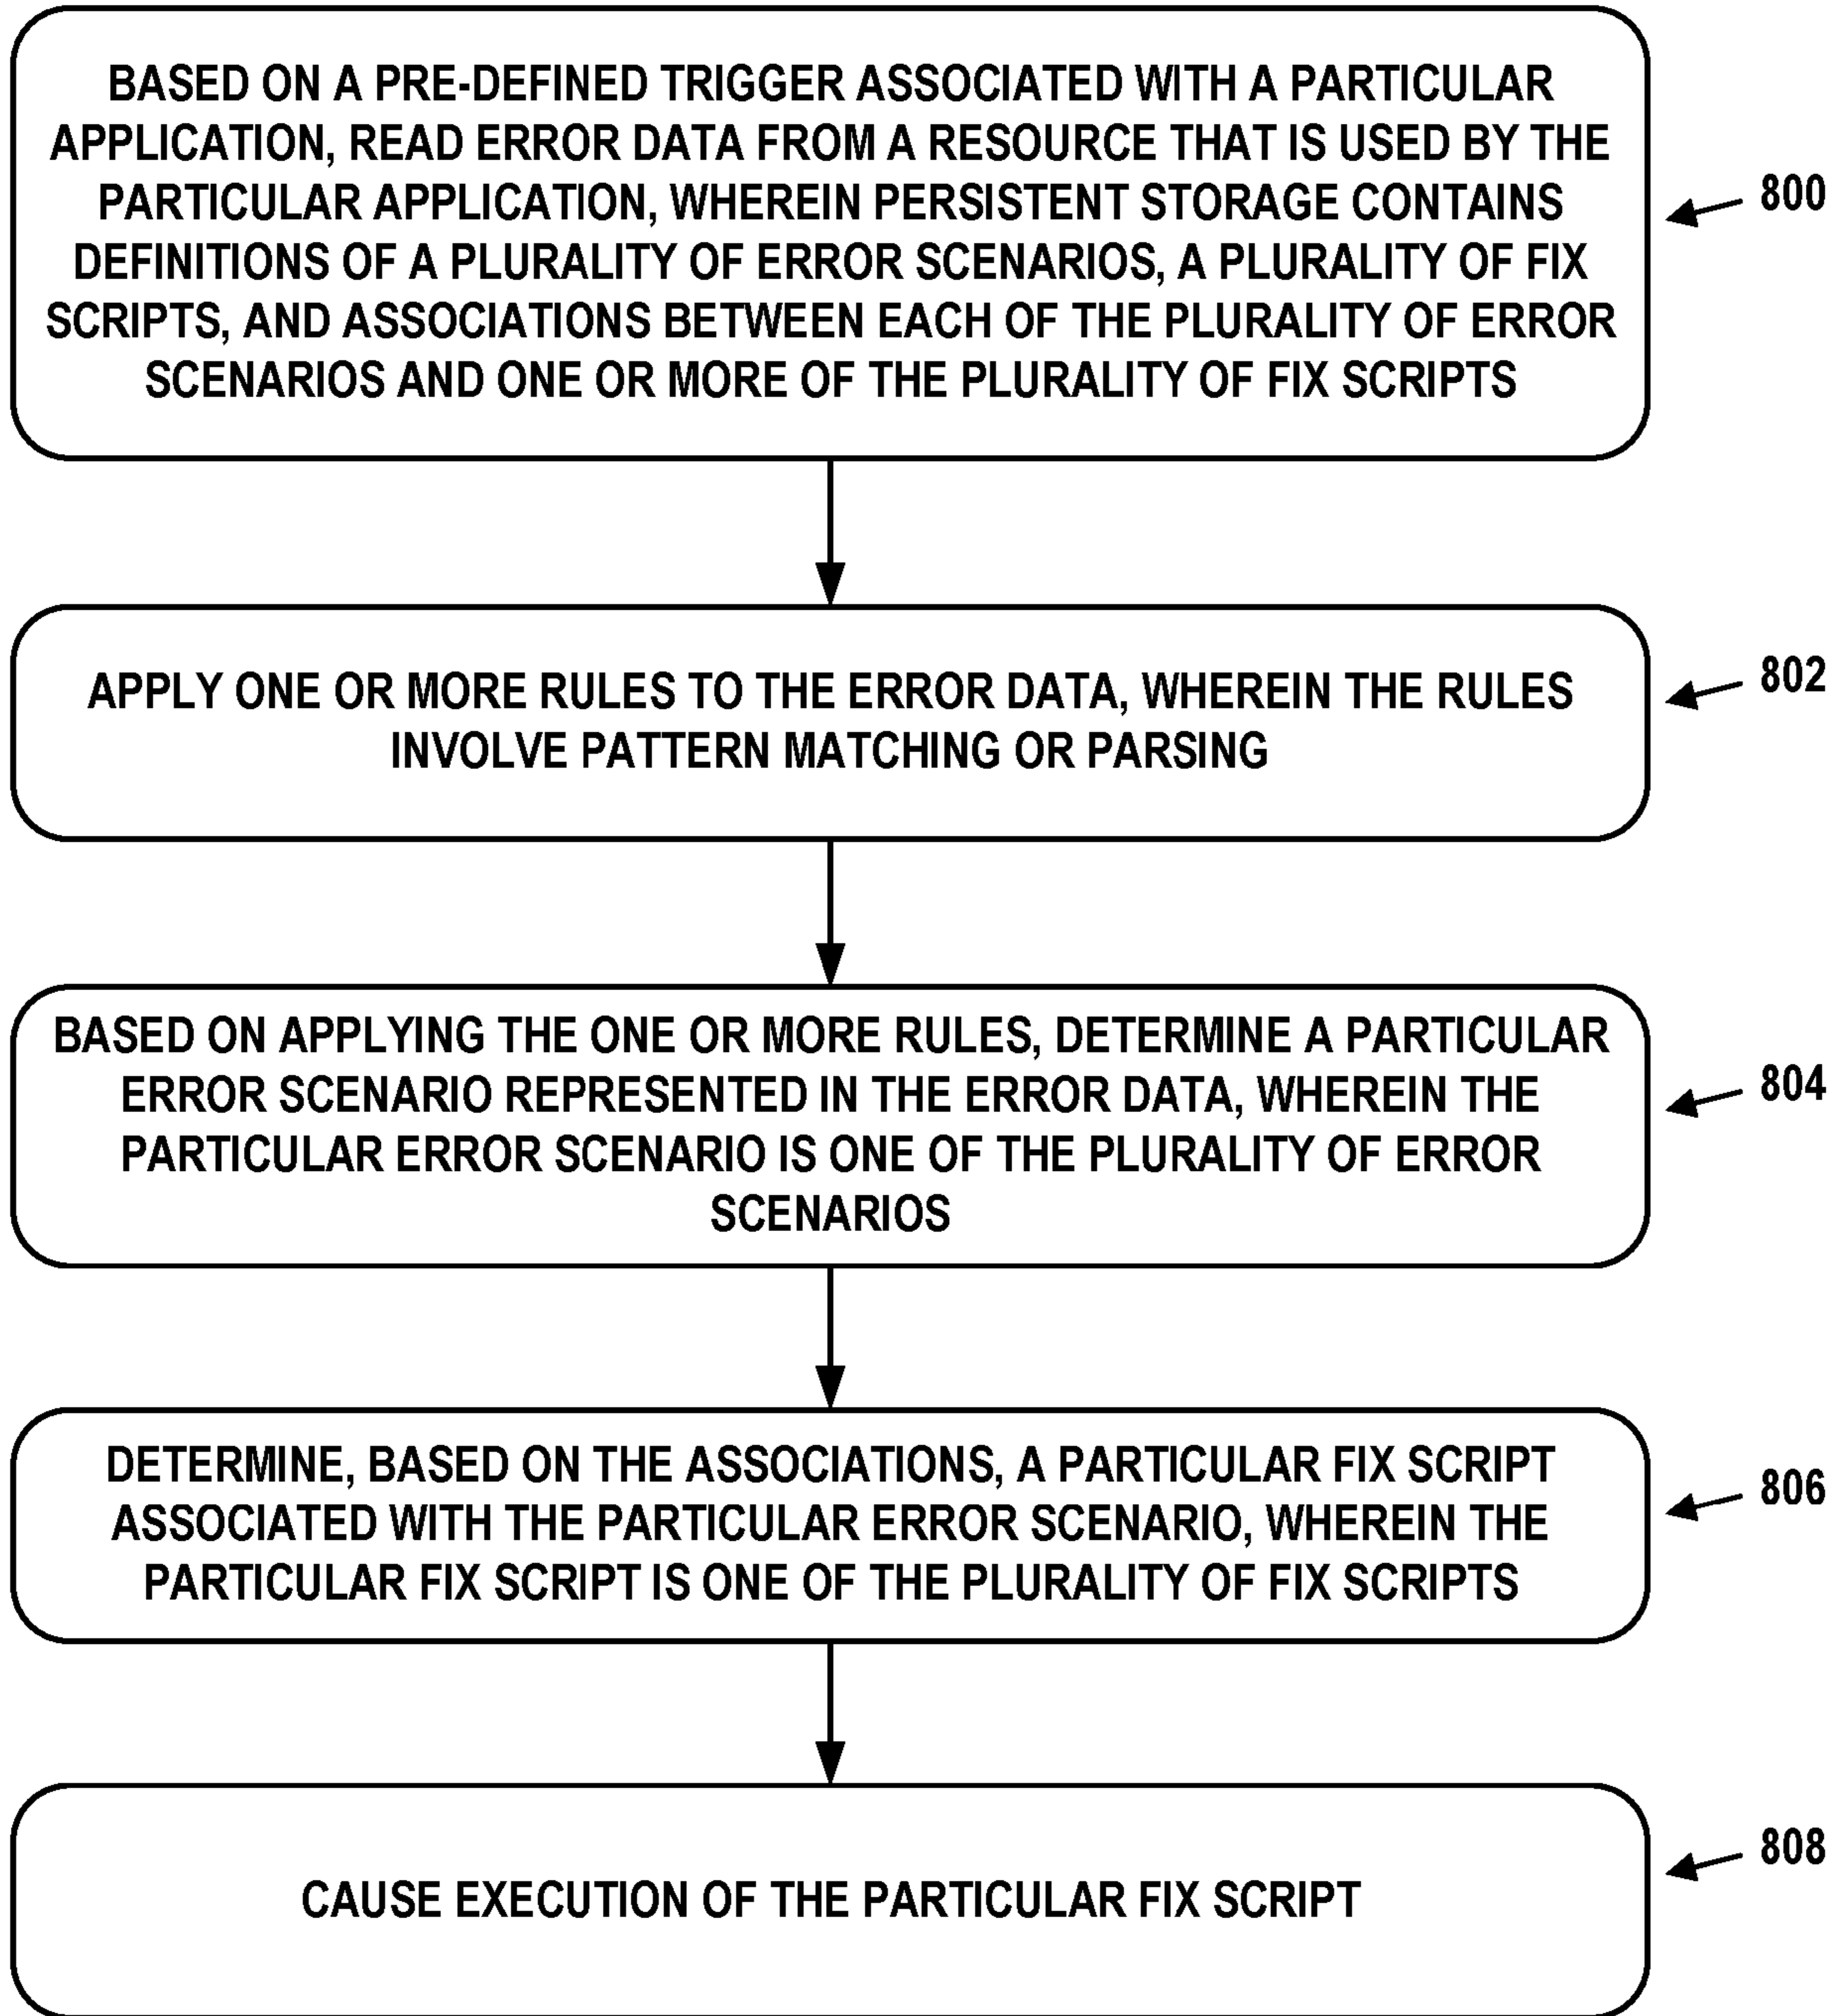 BASED ON A PRE-DEFINED TRIGGER ASSOCIATED WITH A PARTICULAR
APPLICATION, READ ERROR DATA FROM A RESOURCE THAT IS USED BY THE
PARTICULAR APPLICATION, WHEREIN PERSISTENT STORAGE CONTAINS
DEFINITIONS OF A PLURALITY OF ERROR SCENARIOS, A PLURALITY OF FIX
SCRIPTS, AND ASSOCIATIONS BETWEEN EACH OF THE PLURALITY OF ERROR
SCENARIOS AND ONE OR MORE OF THE PLURALITY OF FIX SCRIPTS
800
APPLY ONE OR MORE RULES TO THE ERROR DATA, WHEREIN THE RULES
INVOLVE PATTERN MATCHING OR PARSING
802
BASED ON APPLYING THE ONE OR MORE RULES, DETERMINE A PARTICULAR
ERROR SCENARIO REPRESENTED IN THE ERROR DATA, WHEREIN THE
PARTICULAR ERROR SCENARIO IS ONE OF THE PLURALITY OF ERROR
SCENARIOS
804
DETERMINE, BASED ON THE ASSOCIATIONS, A PARTICULAR FIX SCRIPT
ASSOCIATED WITH THE PARTICULAR ERROR SCENARIO, WHEREIN THE
PARTICULAR FIX SCRIPT IS ONE OF THE PLURALITY OF FIX SCRIPTS
806
CAUSE EXECUTION OF THE PARTICULAR FIX SCRIPT
808